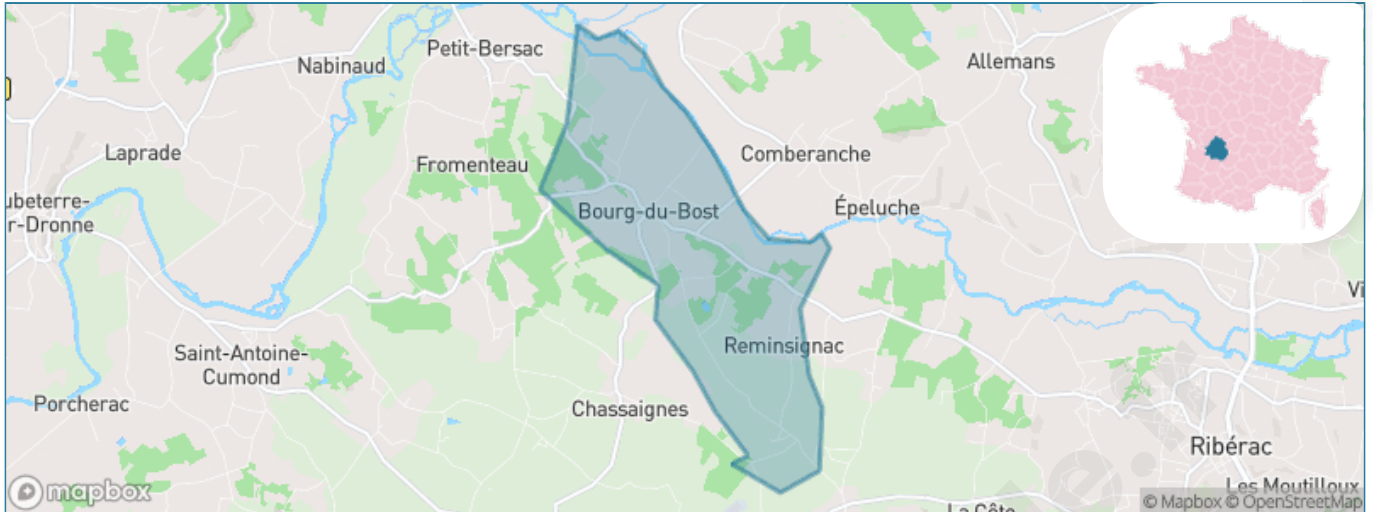 Petit-Bersac
Nabinaud
Allemans
Laprade
Fromenteau
Comberanche
ubeterre-
r-Dronne
Bourg-du-Bost
Épeluche
Vi
Reminsignac
Saint-Antoine-
Cumond
Porcherac
Chassaignes
Ribérac
Les Moutilloux
La Côte
mapbox
© Mapbox © OpenStreetMap